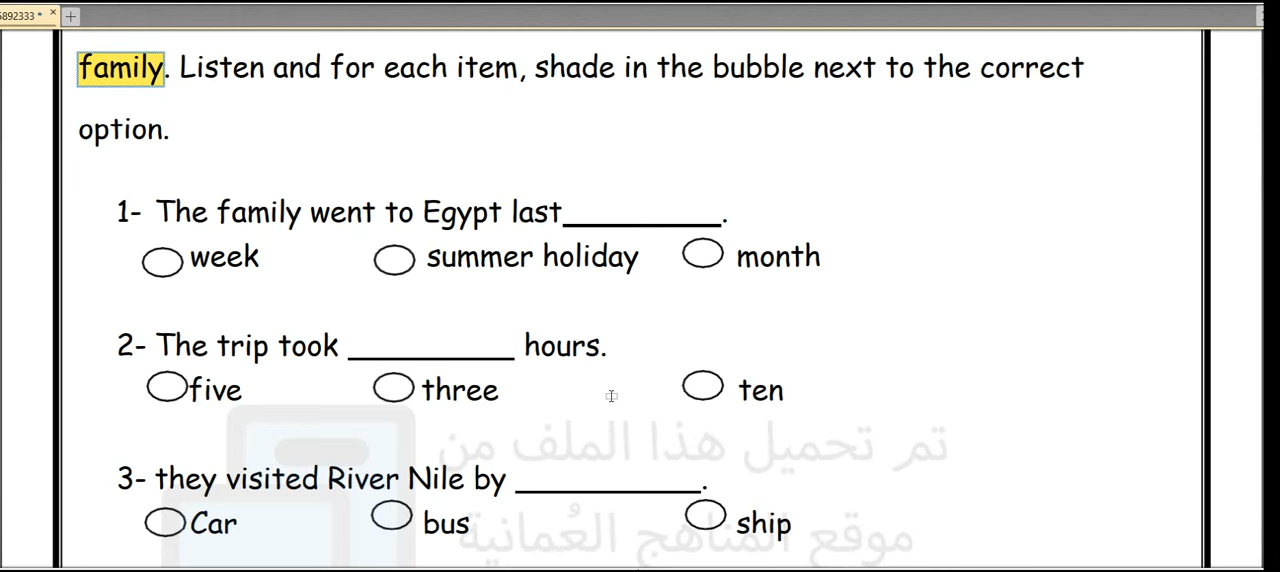 5892333 *
family. Listen and for each item, shade in the bubble next to the correct
option.
1- The family went to Egypt last__________.
week summer holiday month
2- The trip took __________ hours.
five three ten
تم تحميل هذا الملف من
3- they visited River Nile by ___________.
Car bus ship
موقع المناهج العُمانية